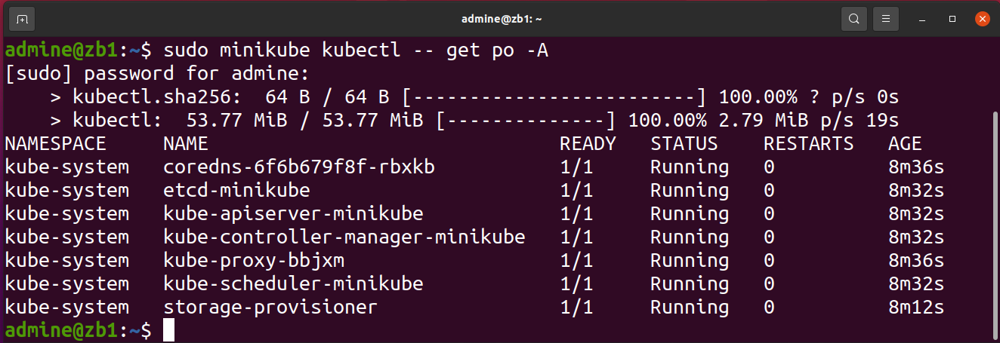 admine@zb1: ~
admine@zb1:~$ sudo minikube kubectl -- get po -A
[sudo] password for admine:
    > kubectl.sha256:  64 B / 64 B [-------------------------] 100.00% ? p/s 0s
    > kubectl:  53.77 MiB / 53.77 MiB [--------------] 100.00% 2.79 MiB p/s 19s
NAMESPACE     NAME                               READY   STATUS    RESTARTS   AGE
kube-system   coredns-6f6b679f8f-rbxkb           1/1     Running   0          8m36s
kube-system   etcd-minikube                      1/1     Running   0          8m32s
kube-system   kube-apiserver-minikube            1/1     Running   0          8m32s
kube-system   kube-controller-manager-minikube   1/1     Running   0          8m32s
kube-system   kube-proxy-bbjxm                   1/1     Running   0          8m36s
kube-system   kube-scheduler-minikube            1/1     Running   0          8m32s
kube-system   storage-provisioner                1/1     Running   0          8m12s
admine@zb1:~$